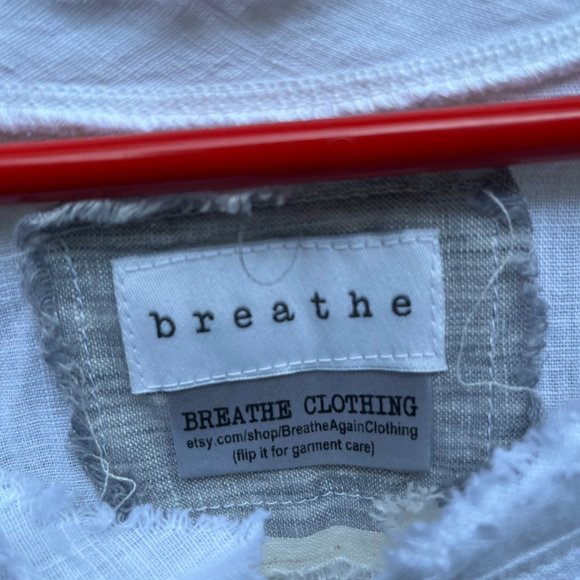 breathe
BREATHE CLOTHING
etsy.com/shop/BreatheAgainClothing
(flip it for garment care)